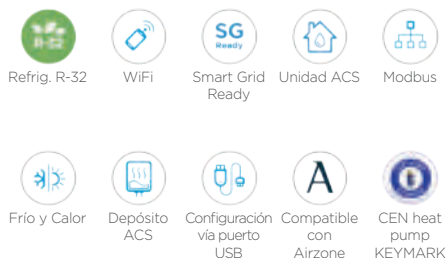 R-32
SG
Ready
Refrig. R-32
WiFi
Smart Grid
Ready
Unidad ACS
Modbus
A
Frío y Calor
Depósito
ACS
Configuración
vía puerto
USB
Compatible
con
Airzone
CEN heat
pump
KEYMARK